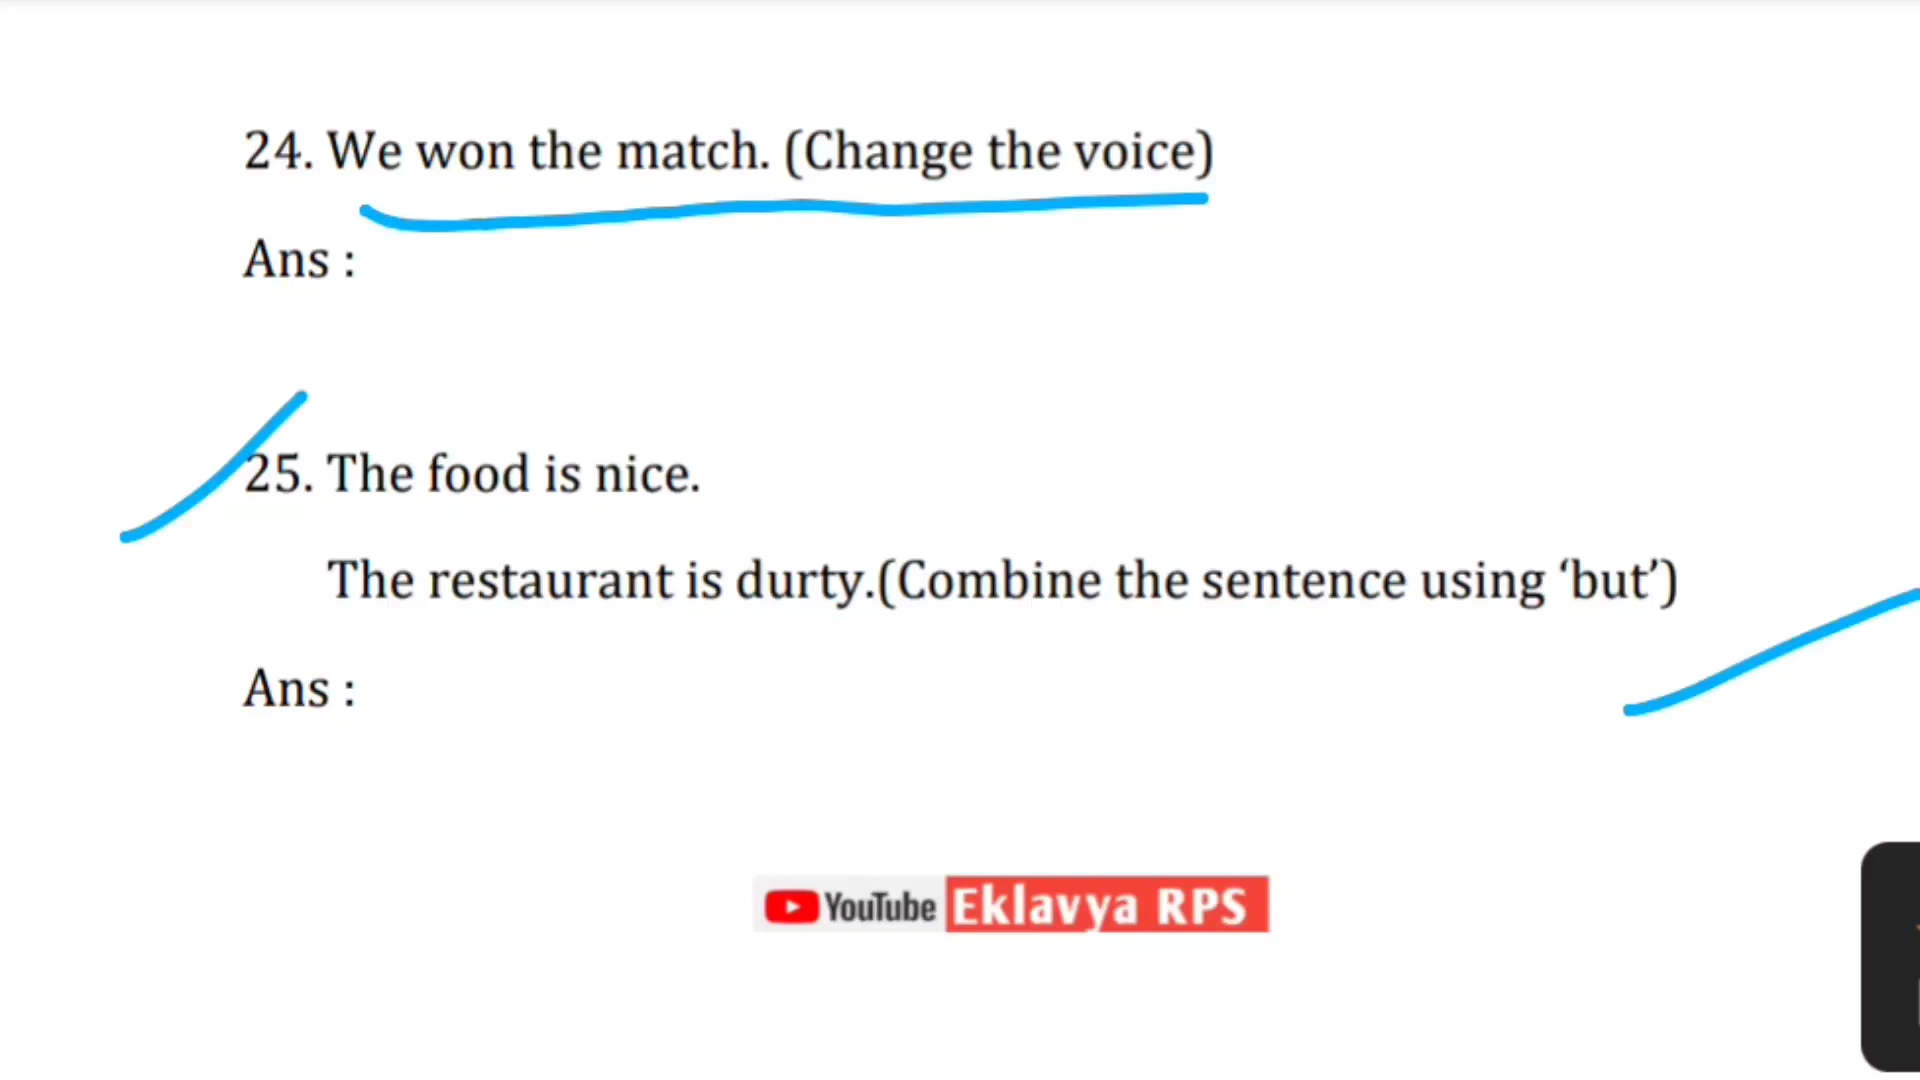 24. We won the match. (Change the voice)
Ans :
25. The food is nice.
The restaurant is durty.(Combine the sentence using ‘but’)
Ans :
YouTube Eklavya RPS